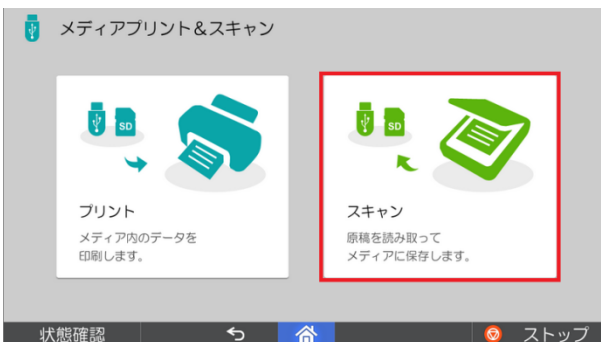 メディアプリント&スキャン
SD
SD
プリント
メディア内のデータを
印刷します。
スキャン
原稿を読み取って
メディアに保存します。
状態確認
ストップ